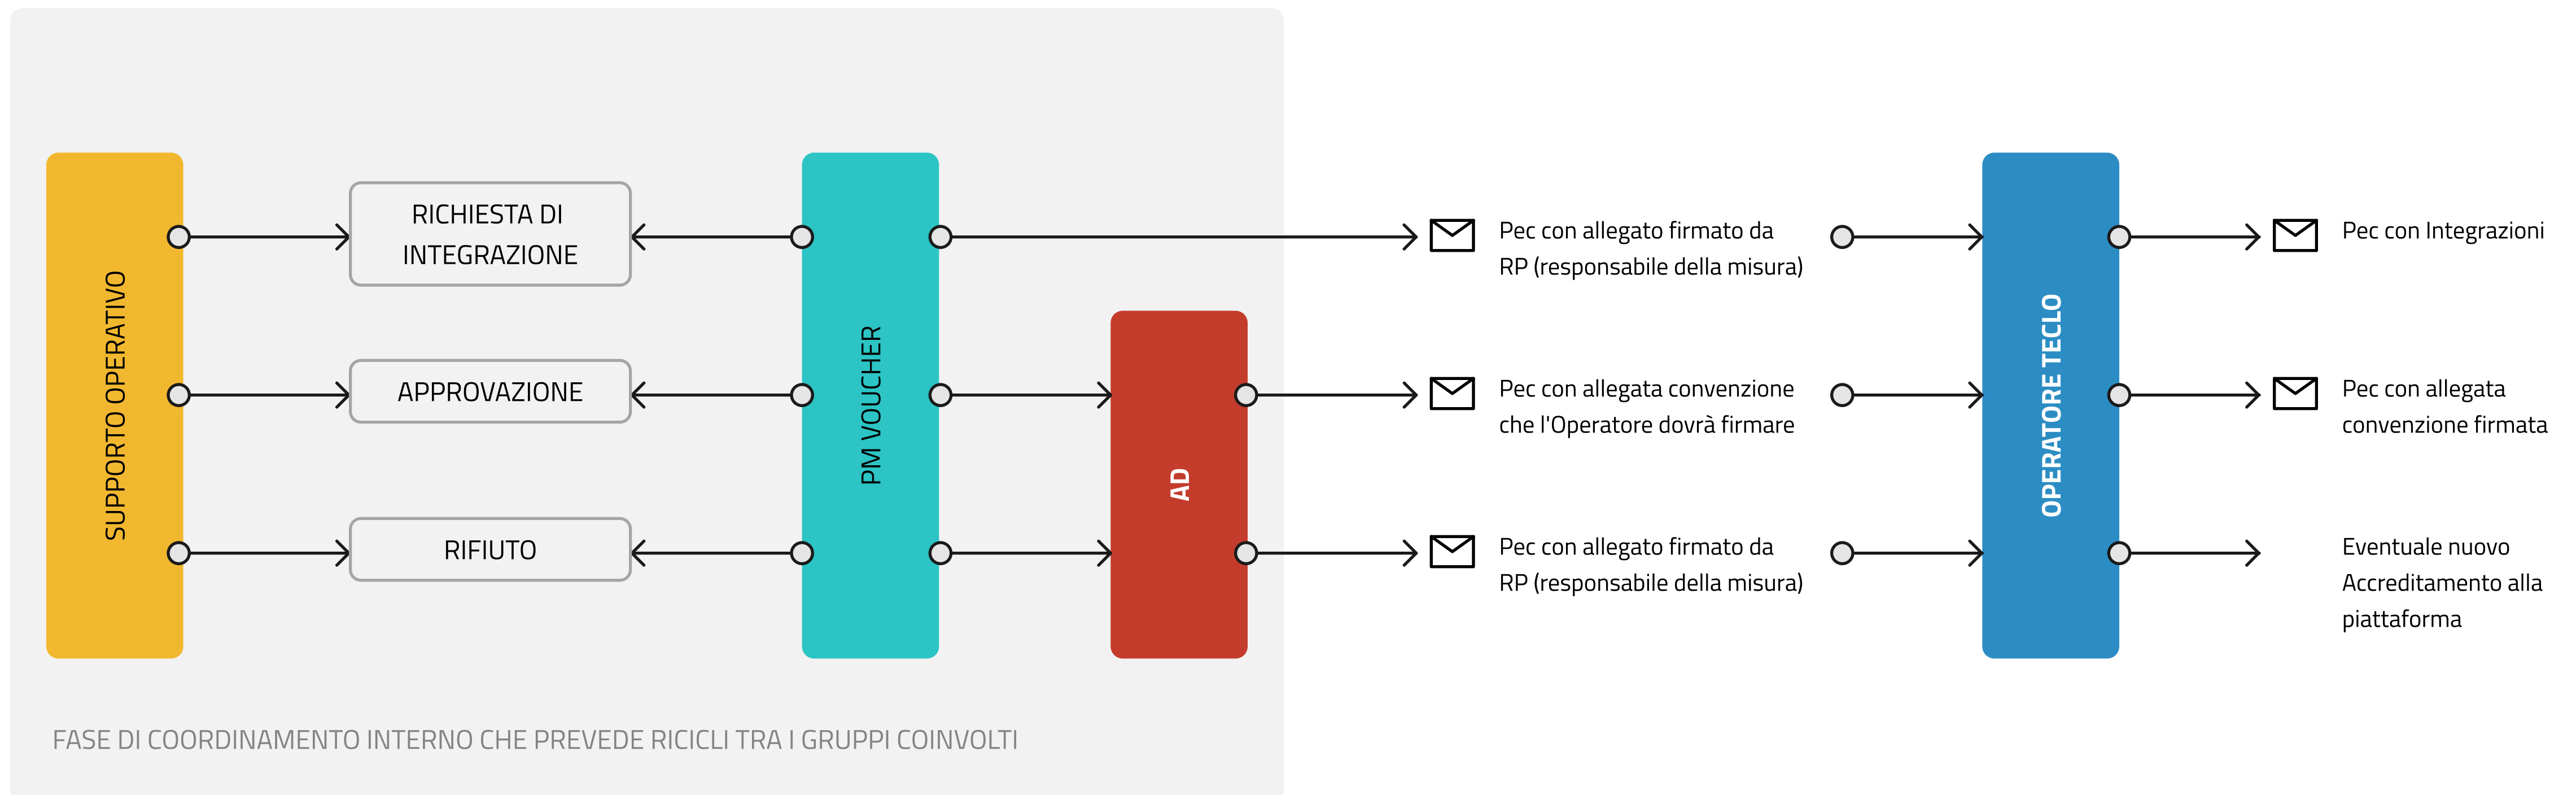 SUPPORTO OPERATIVO
RICHIESTA DI
INTEGRAZIONE
APPROVAZIONE
RIFIUTO
PM VOUCHER
AD
Pec con allegato firmato da
RP (responsabile della misura)
Pec con allegata convenzione
che l'Operatore dovrà firmare
Pec con allegato firmato da
RP (responsabile della misura)
OPERATORE TECLO
Pec con Integrazioni
Pec con allegata
convenzione firmata
Eventuale nuovo
Accreditamento alla
piattaforma
FASE DI COORDINAMENTO INTERNO CHE PREVEDE RICICLI TRA I GRUPPI COINVOLTI